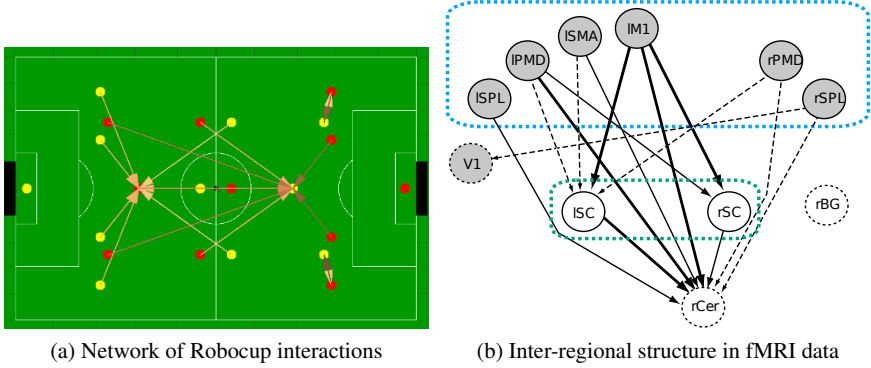 lSMA
lM1
lPMD
rPMD
lSPL
rSPL
V1
lSC
rSC
rBG
rCer
(a) Network of Robocup interactions
(b) Inter-regional structure in fMRI data